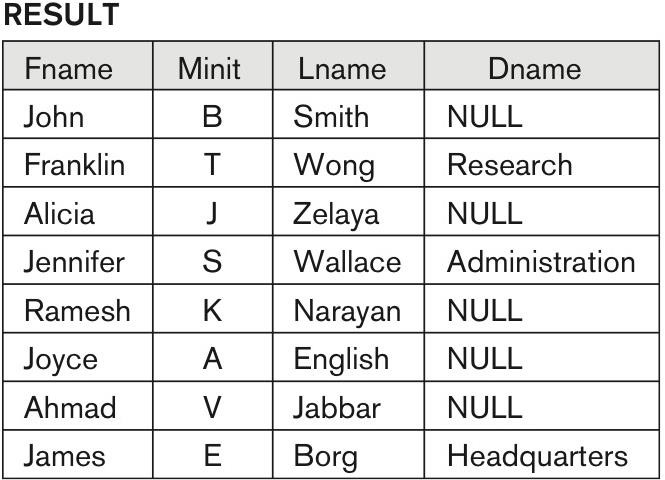 RESULT
Fname Minit Lname Dname
John B Smith NULL
Franklin T Wong Research
Alicia J Zelaya NULL
Jennifer S Wallace Administration
Ramesh K Narayan NULL
Joyce A English NULL
Ahmad V Jabbar NULL
James E Borg Headquarters